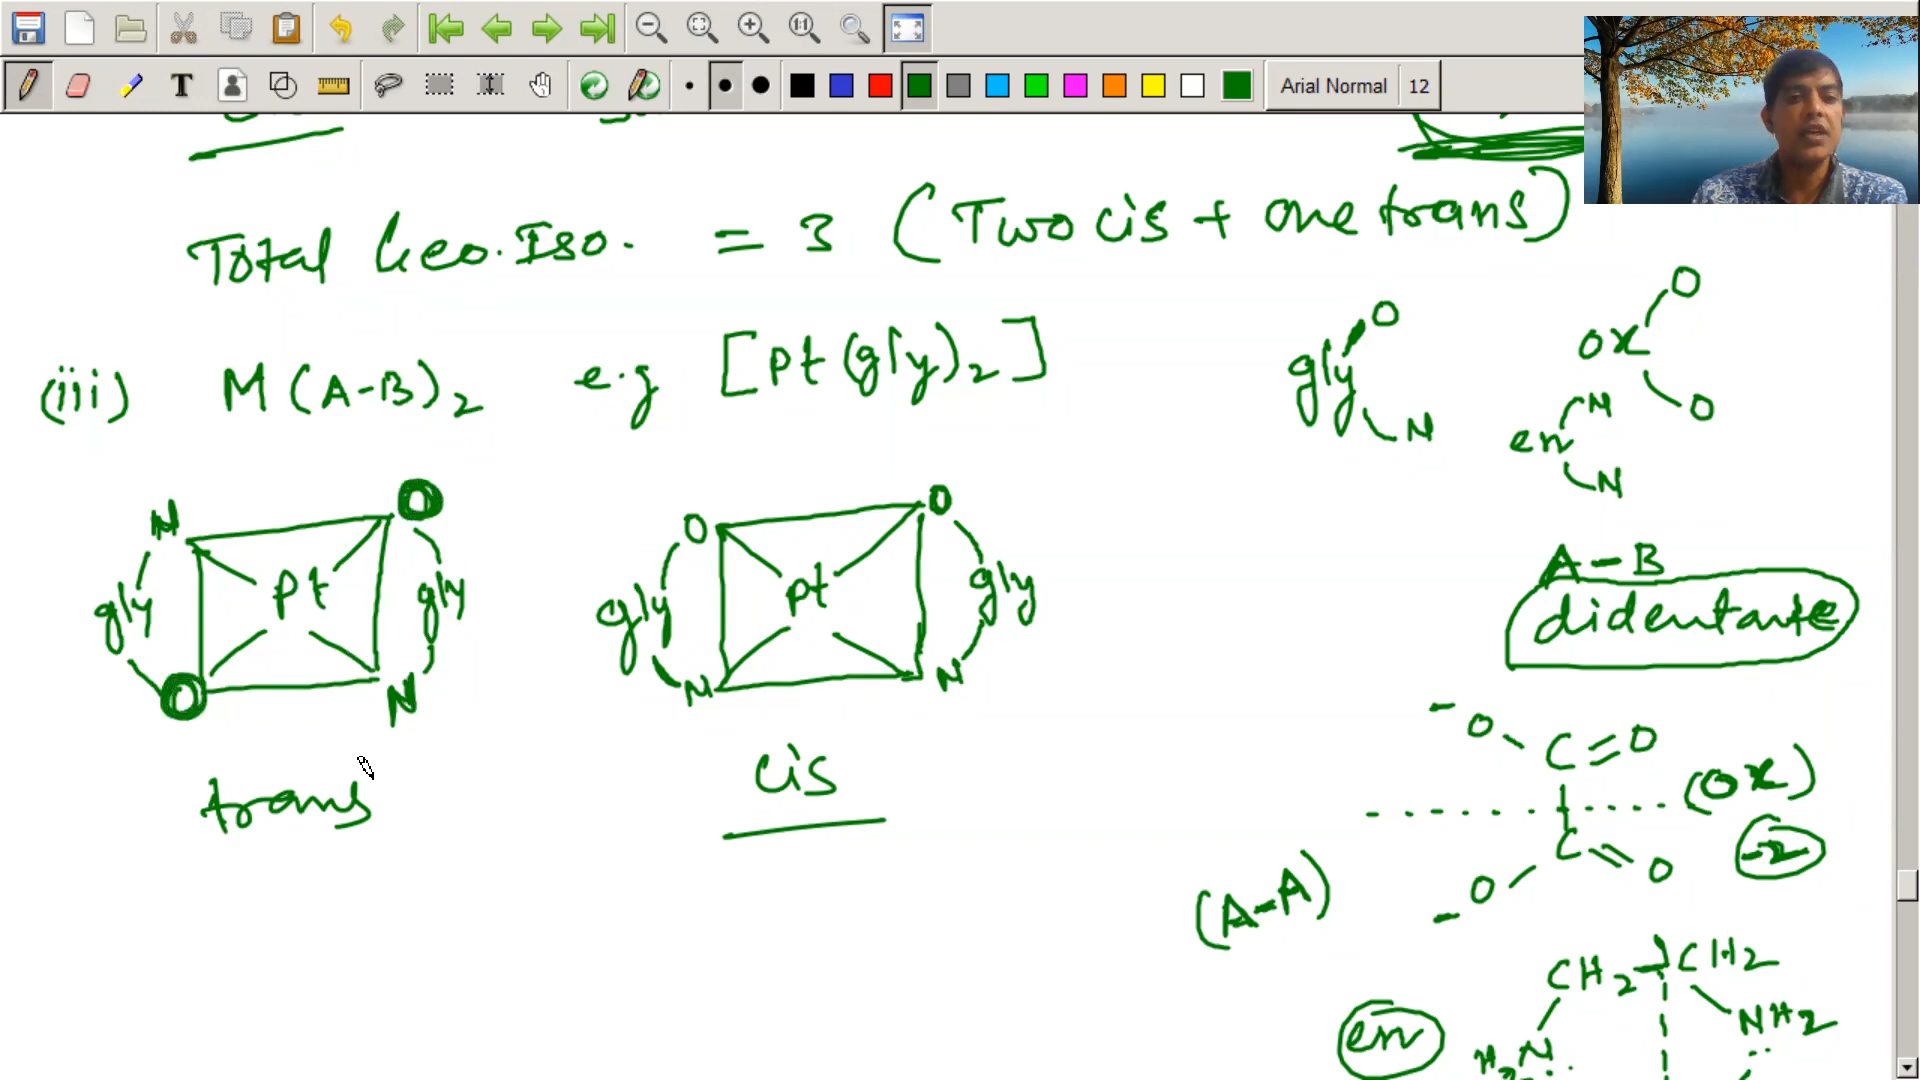 Arial Normal 12
Total Geo. Iso. = 3 (Two cis + one trans)
(iii) M(A-B)2 e.g [Pt(gly)2]
gly O N
ox O O
en N N
N O gly Pt gly O N
O O gly Pt gly N N
trans
cis
A-B
didentante
- O C = O
(ox)
-2
- O C = O
(A-A)
CH2 CH2
en
H2N NH2